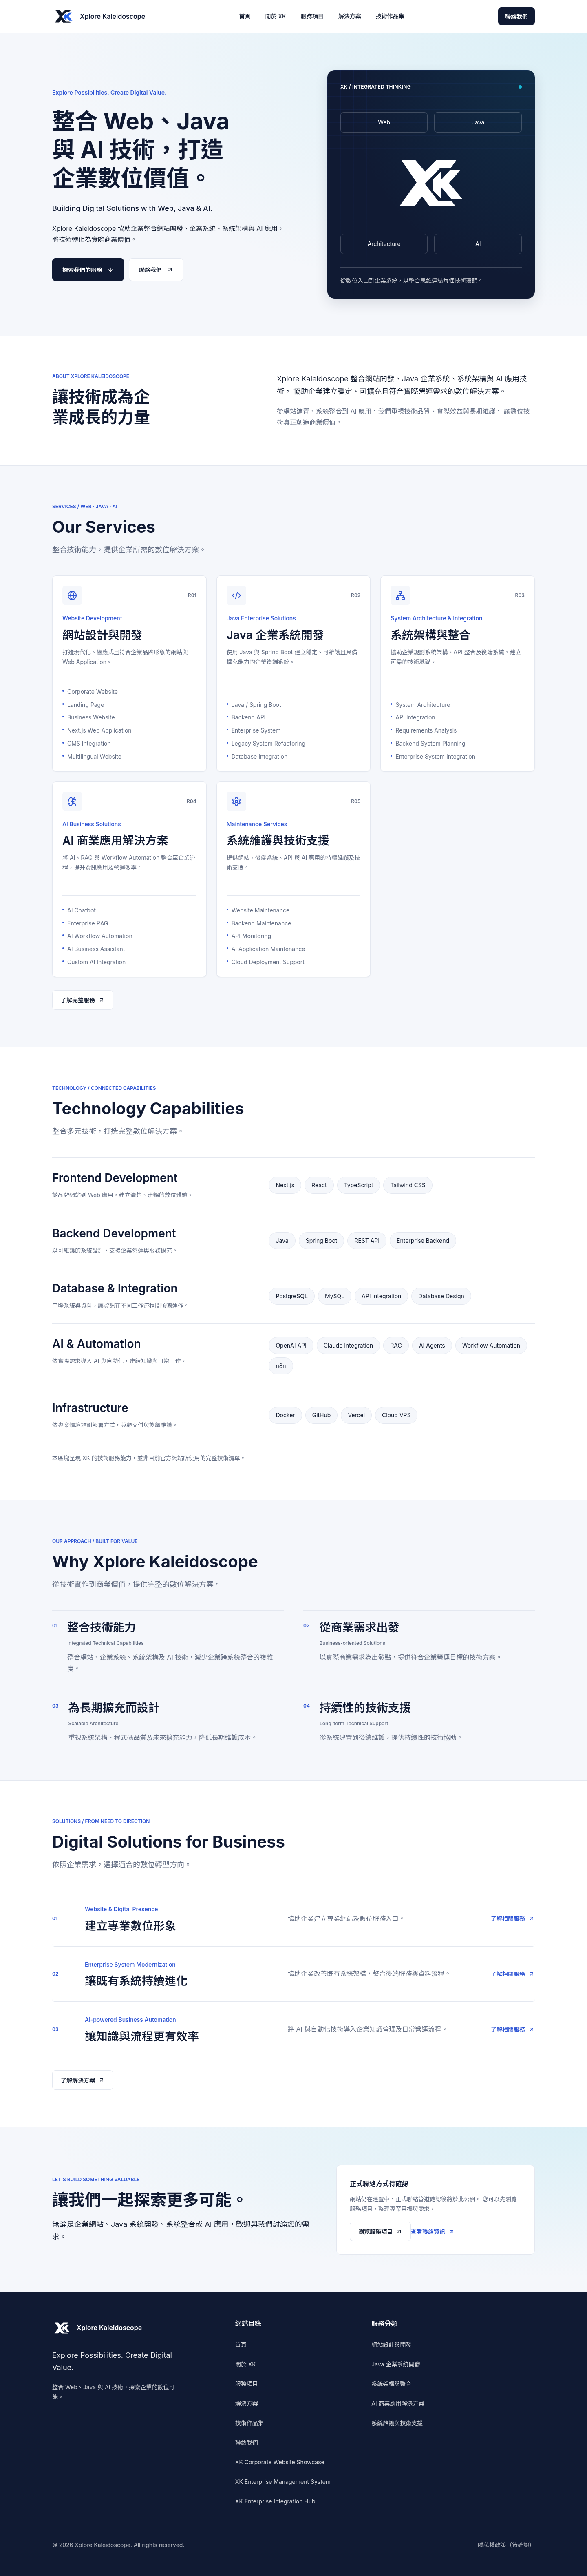 Xplore Kaleidoscope
首頁 關於 XK 服務項目 解決方案 技術作品集
聯絡我們
Explore Possibilities. Create Digital Value.
整合 Web、Java
與 AI 技術，打造
企業數位價值。
Building Digital Solutions with Web, Java & AI.
Xplore Kaleidoscope 協助企業整合網站開發、企業系統、系統架構與 AI 應用，
將技術轉化為實際商業價值。
探索我們的服務
聯絡我們
XK / INTEGRATED THINKING
Web Java
XK
Architecture AI
從數位入口到企業系統，以整合思維連結每個技術環節。
ABOUT XPLORE KALEIDOSCOPE
讓技術成為企
業成長的力量
Xplore Kaleidoscope 整合網站開發、Java 企業系統、系統架構與 AI 應用技
術， 協助企業建立穩定、可擴充且符合實際營運需求的數位解決方案。
從網站建置、系統整合到 AI 應用，我們重視技術品質、實際效益與長期維護， 讓數位技
術真正創造商業價值。
SERVICES / WEB · JAVA · AI
Our Services
整合技術能力，提供企業所需的數位解決方案。
R01
Website Development
網站設計與開發
打造現代化、響應式且符合企業品牌形象的網站與
Web Application。
Corporate Website
Landing Page
Business Website
Next.js Web Application
CMS Integration
Multilingual Website
R02
Java Enterprise Solutions
Java 企業系統開發
使用 Java 與 Spring Boot 建立穩定、可維護且具備
擴充能力的企業後端系統。
Java / Spring Boot
Backend API
Enterprise System
Legacy System Refactoring
Database Integration
R03
System Architecture & Integration
系統架構與整合
協助企業規劃系統架構、API 整合及後端系統，建立
可靠的技術基礎。
System Architecture
API Integration
Requirements Analysis
Backend System Planning
Enterprise System Integration
R04
AI Business Solutions
AI 商業應用解決方案
將 AI、RAG 與 Workflow Automation 整合至企業流
程，提升資訊應用及營運效率。
AI Chatbot
Enterprise RAG
AI Workflow Automation
AI Business Assistant
Custom AI Integration
R05
Maintenance Services
系統維護與技術支援
提供網站、後端系統、API 與 AI 應用的持續維護及技
術支援。
Website Maintenance
Backend Maintenance
API Monitoring
AI Application Maintenance
Cloud Deployment Support
了解完整服務
TECHNOLOGY / CONNECTED CAPABILITIES
Technology Capabilities
整合多元技術，打造完整數位解決方案。
Frontend Development
從品牌網站到 Web 應用，建立清楚、流暢的數位體驗。
Next.js React TypeScript Tailwind CSS
Backend Development
以可維護的系統設計，支援企業營運與服務擴充。
Java Spring Boot REST API Enterprise Backend
Database & Integration
串聯系統與資料，讓資訊在不同工作流程間順暢運作。
PostgreSQL MySQL API Integration Database Design
AI & Automation
依實際需求導入 AI 與自動化，連結知識與日常工作。
OpenAI API Claude Integration RAG AI Agents Workflow Automation
n8n
Infrastructure
依專案情境規劃部署方式，兼顧交付與後續維護。
Docker GitHub Vercel Cloud VPS
本區塊呈現 XK 的技術服務能力，並非目前官方網站所使用的完整技術清單。
OUR APPROACH / BUILT FOR VALUE
Why Xplore Kaleidoscope
從技術實作到商業價值，提供完整的數位解決方案。
01
整合技術能力
Integrated Technical Capabilities
整合網站、企業系統、系統架構及 AI 技術，減少企業跨系統整合的複雜
度。
02
從商業需求出發
Business-oriented Solutions
以實際商業需求為出發點，提供符合企業營運目標的技術方案。
03
為長期擴充而設計
Scalable Architecture
重視系統架構、程式碼品質及未來擴充能力，降低長期維護成本。
04
持續性的技術支援
Long-term Technical Support
從系統建置到後續維護，提供持續性的技術協助。
SOLUTIONS / FROM NEED TO DIRECTION
Digital Solutions for Business
依照企業需求，選擇適合的數位轉型方向。
01
Website & Digital Presence
建立專業數位形象
協助企業建立專業網站及數位服務入口。
了解相關服務
02
Enterprise System Modernization
讓既有系統持續進化
協助企業改善既有系統架構，整合後端服務與資料流程。
了解相關服務
03
AI-powered Business Automation
讓知識與流程更有效率
將 AI 與自動化技術導入企業知識管理及日常營運流程。
了解相關服務
了解解決方案
LET'S BUILD SOMETHING VALUABLE
讓我們一起探索更多可能。
無論是企業網站、Java 系統開發、系統整合或 AI 應用，歡迎與我們討論您的需
求。
正式聯絡方式待確認
網站仍在建置中，正式聯絡管道確認後將於此公開。 您可以先瀏覽
服務項目，整理專案目標與需求。
瀏覽服務項目
查看聯絡資訊
Xplore Kaleidoscope
Explore Possibilities. Create Digital
Value.
整合 Web、Java 與 AI 技術，探索企業的數位可
能。
網站目錄
首頁
關於 XK
服務項目
解決方案
技術作品集
聯絡我們
XK Corporate Website Showcase
XK Enterprise Management System
XK Enterprise Integration Hub
服務分類
網站設計與開發
Java 企業系統開發
系統架構與整合
AI 商業應用解決方案
系統維護與技術支援
© 2026 Xplore Kaleidoscope. All rights reserved.
隱私權政策（待確認）